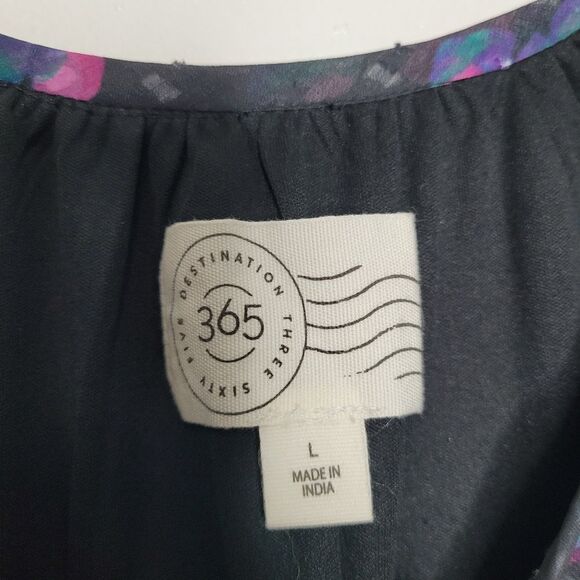 DESTINATION THREE SIXTY FIVE
365
L
MADE IN
INDIA